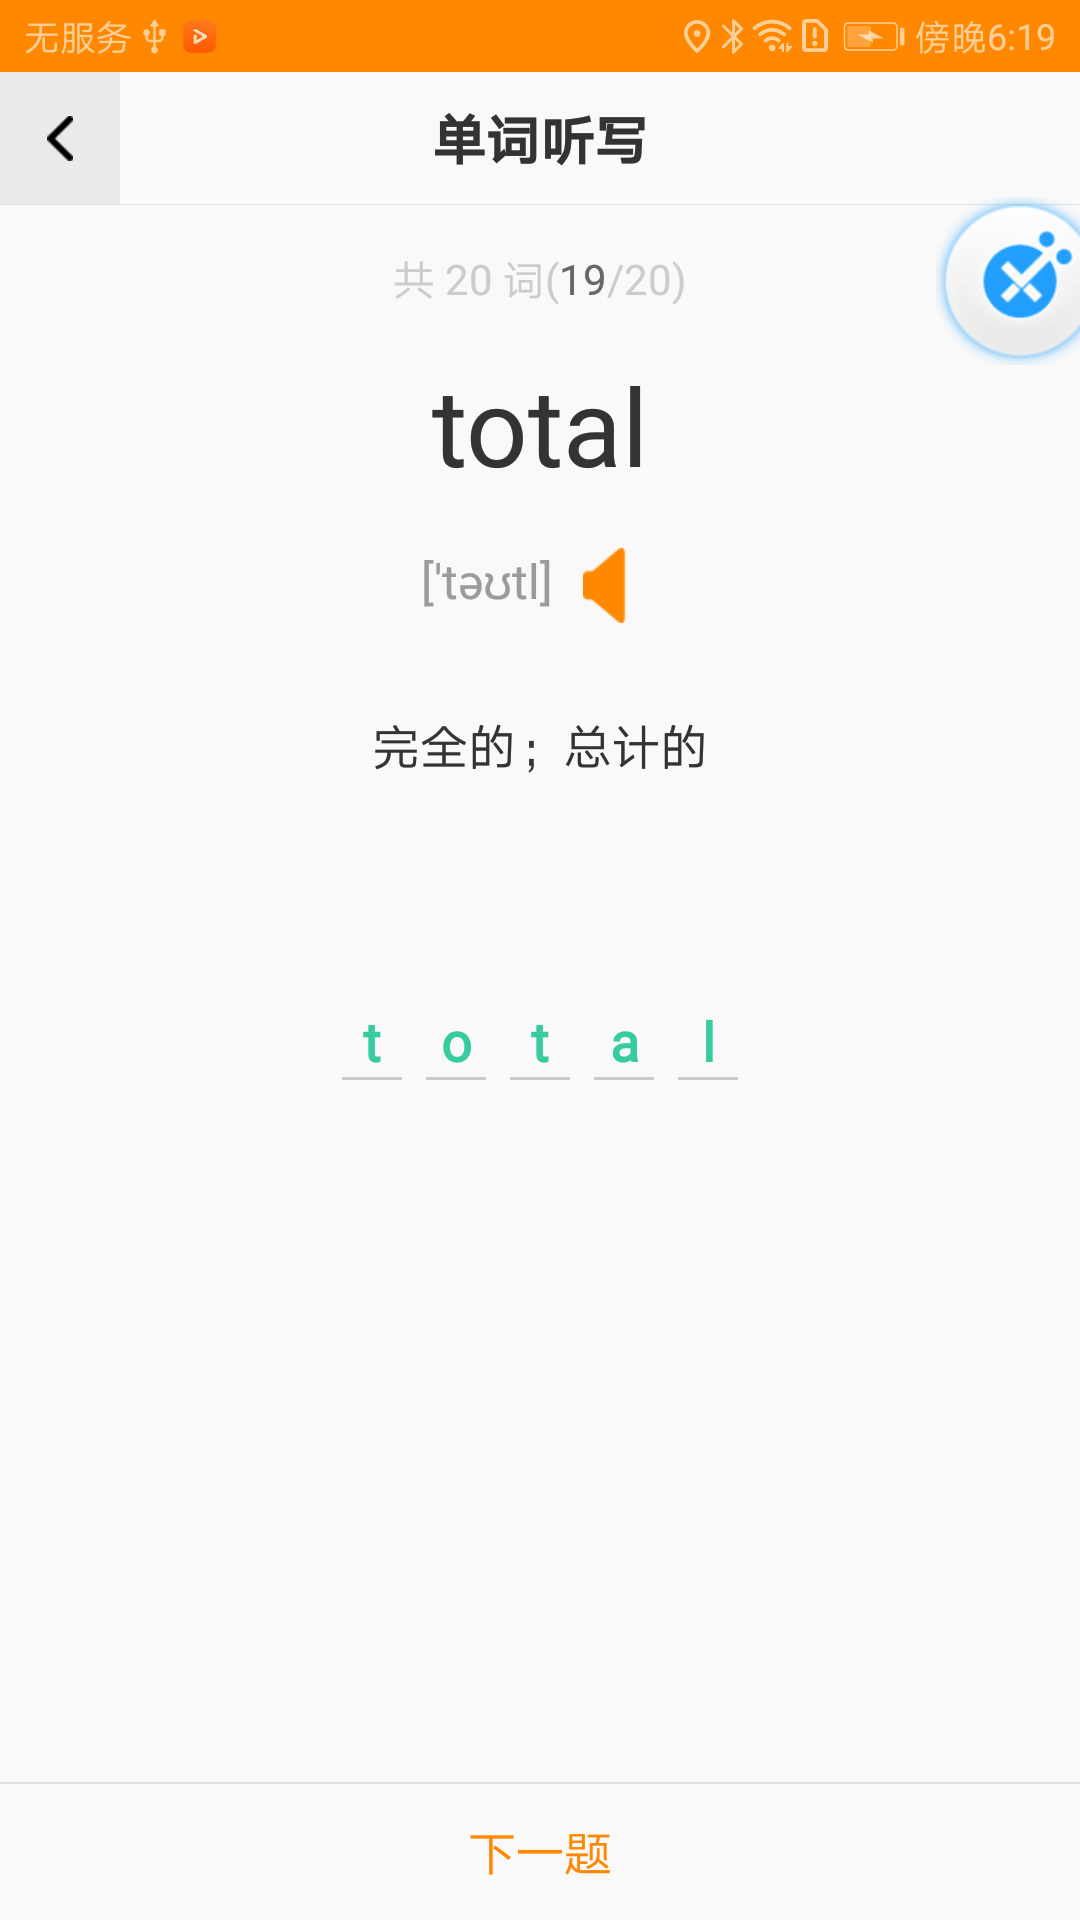 无服务 傍晚6:19
单词听写
共 20 词(19/20)
total
['təʊtl]
完全的；总计的
t o t a l
下一题